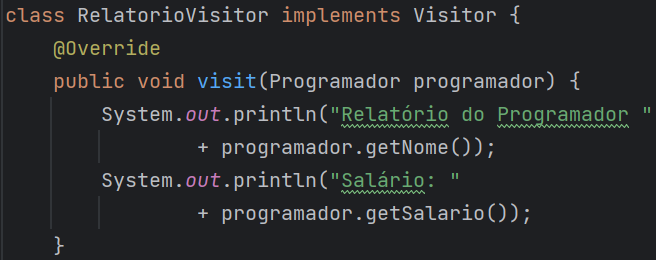 class RelatorioVisitor implements Visitor {
@Override
public void visit(Programador programador) {
System.out.println("Relatório do Programador "
+ programador.getNome());
System.out.println("Salário: "
+ programador.getSalario());
}